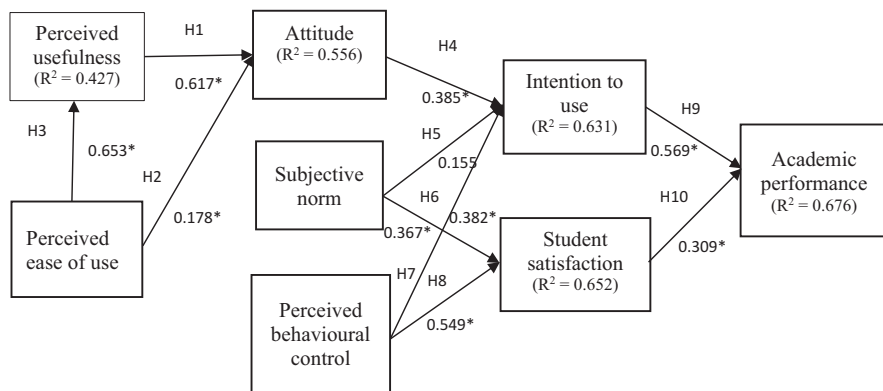 Perceived
usefulness
(R² = 0.427)
H1
0.617*
Attitude
(R² = 0.556)
H3
0.653*
H2
0.178*
Perceived
ease of use
H4
0.385*
H5
0.155
Subjective
norm
H6
0.382*
0.367*
H7
H8
0.549*
Perceived
behavioural
control
Intention to
use
(R² = 0.631)
Student
satisfaction
(R² = 0.652)
H9
0.569*
H10
0.309*
Academic
performance
(R² = 0.676)